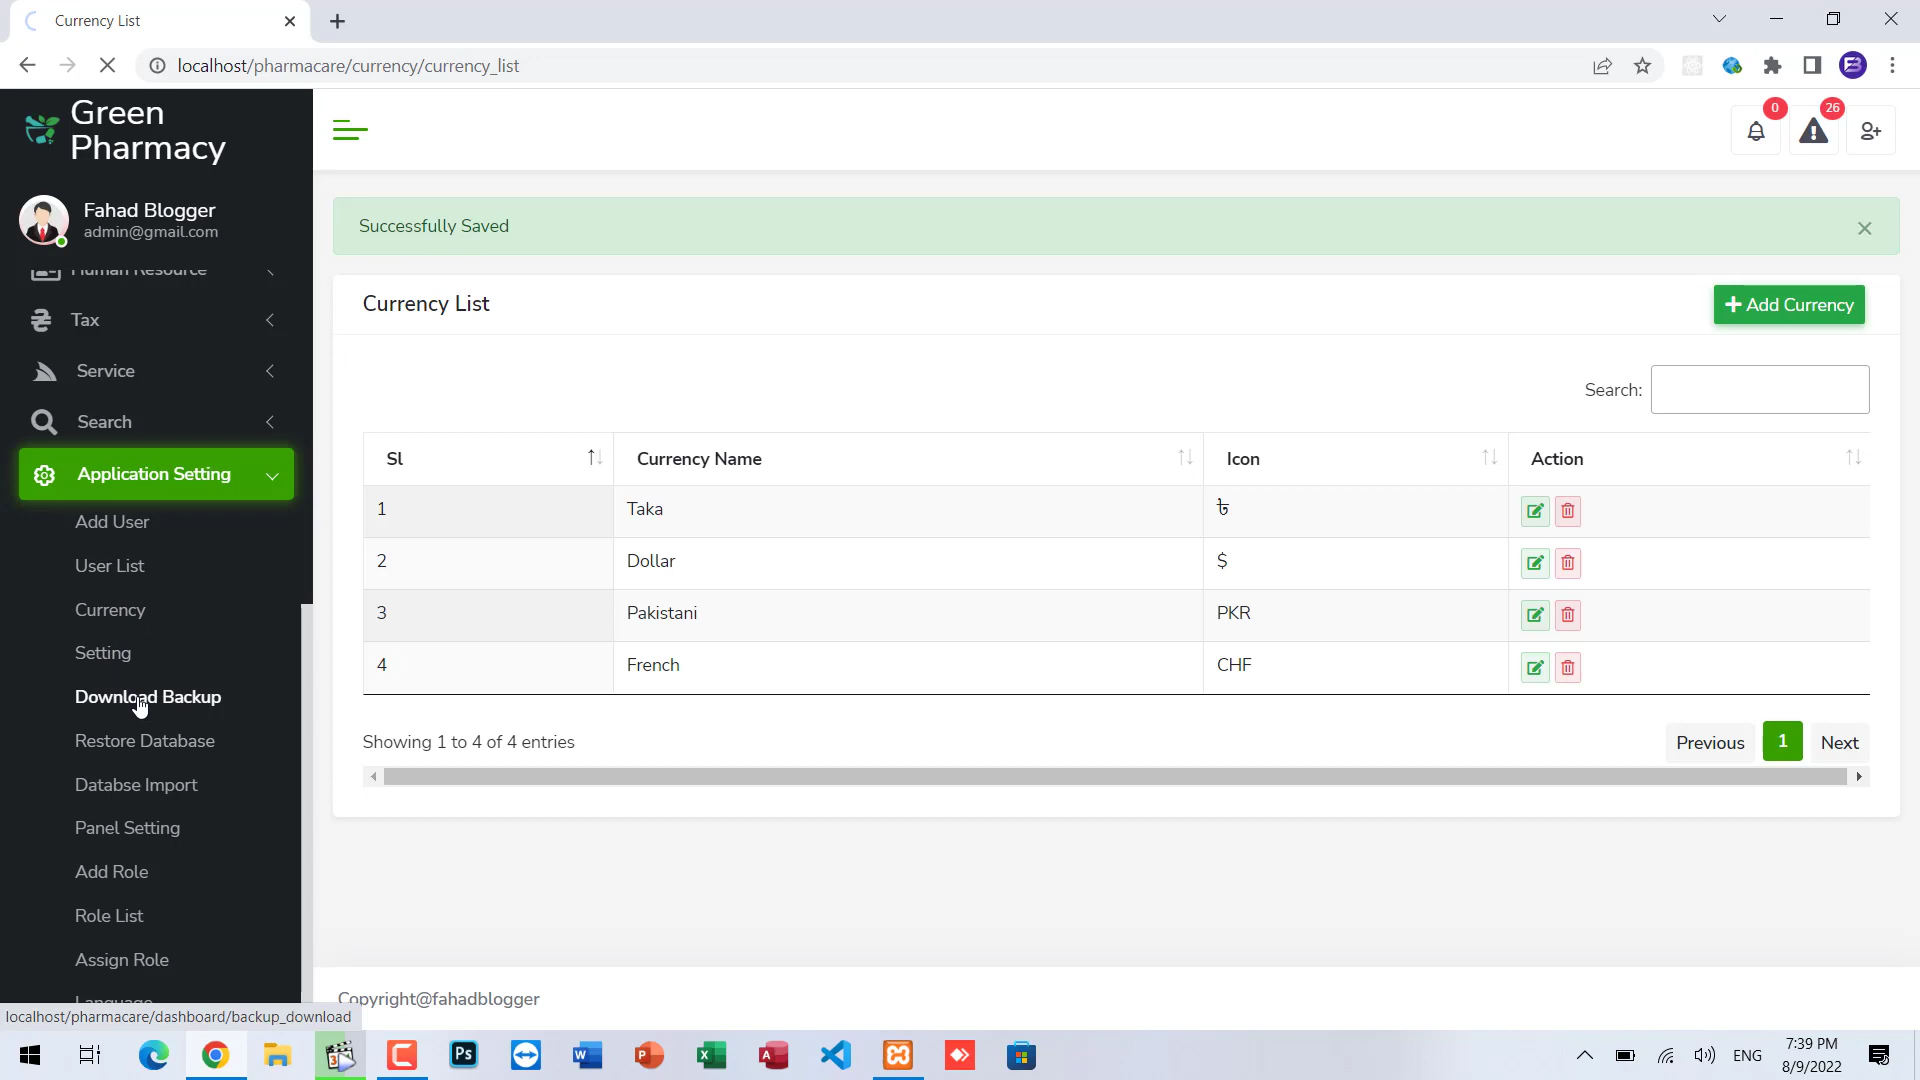 Currency List
localhost/pharmacare/currency/currency_list
Green
Pharmacy
Fahad Blogger
admin@gmail.com
Human Resource
Tax
Service
Search
Application Setting
Add User
User List
Currency
Setting
Download Backup
Restore Database
Databse Import
Panel Setting
Add Role
Role List
Assign Role
Language
localhost/pharmacare/dashboard/backup_download
0
26
Successfully Saved
×
Currency List
+ Add Currency
Search:
Sl Currency Name Icon Action
1 Taka ৳
2 Dollar $
3 Pakistani PKR
4 French CHF
Showing 1 to 4 of 4 entries
Previous 1 Next
Copyright@fahadblogger
ENG
7:39 PM
8/9/2022